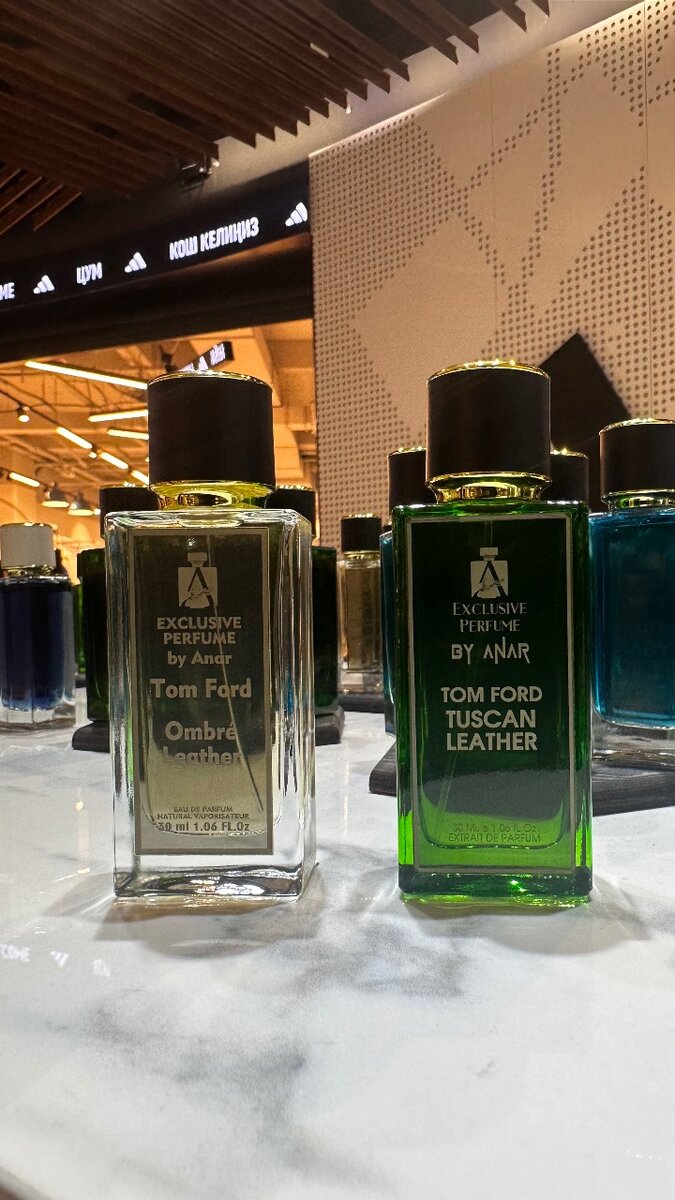 ME ЦУМ КОШ КЕЛИҢИЗ
EXCLUSIVE
PERFUME
by Anar
Tom Ford
Ombré
Leather
EAU DE PARFUM
NATURAL VAPORISATEUR
30 ml 1.06 FL.Oz
EXCLUSIVE
PERFUME
BY ANAR
TOM FORD
TUSCAN
LEATHER
30 ML e 1.06 fl. Oz
EXTRAIT DE PARFUM